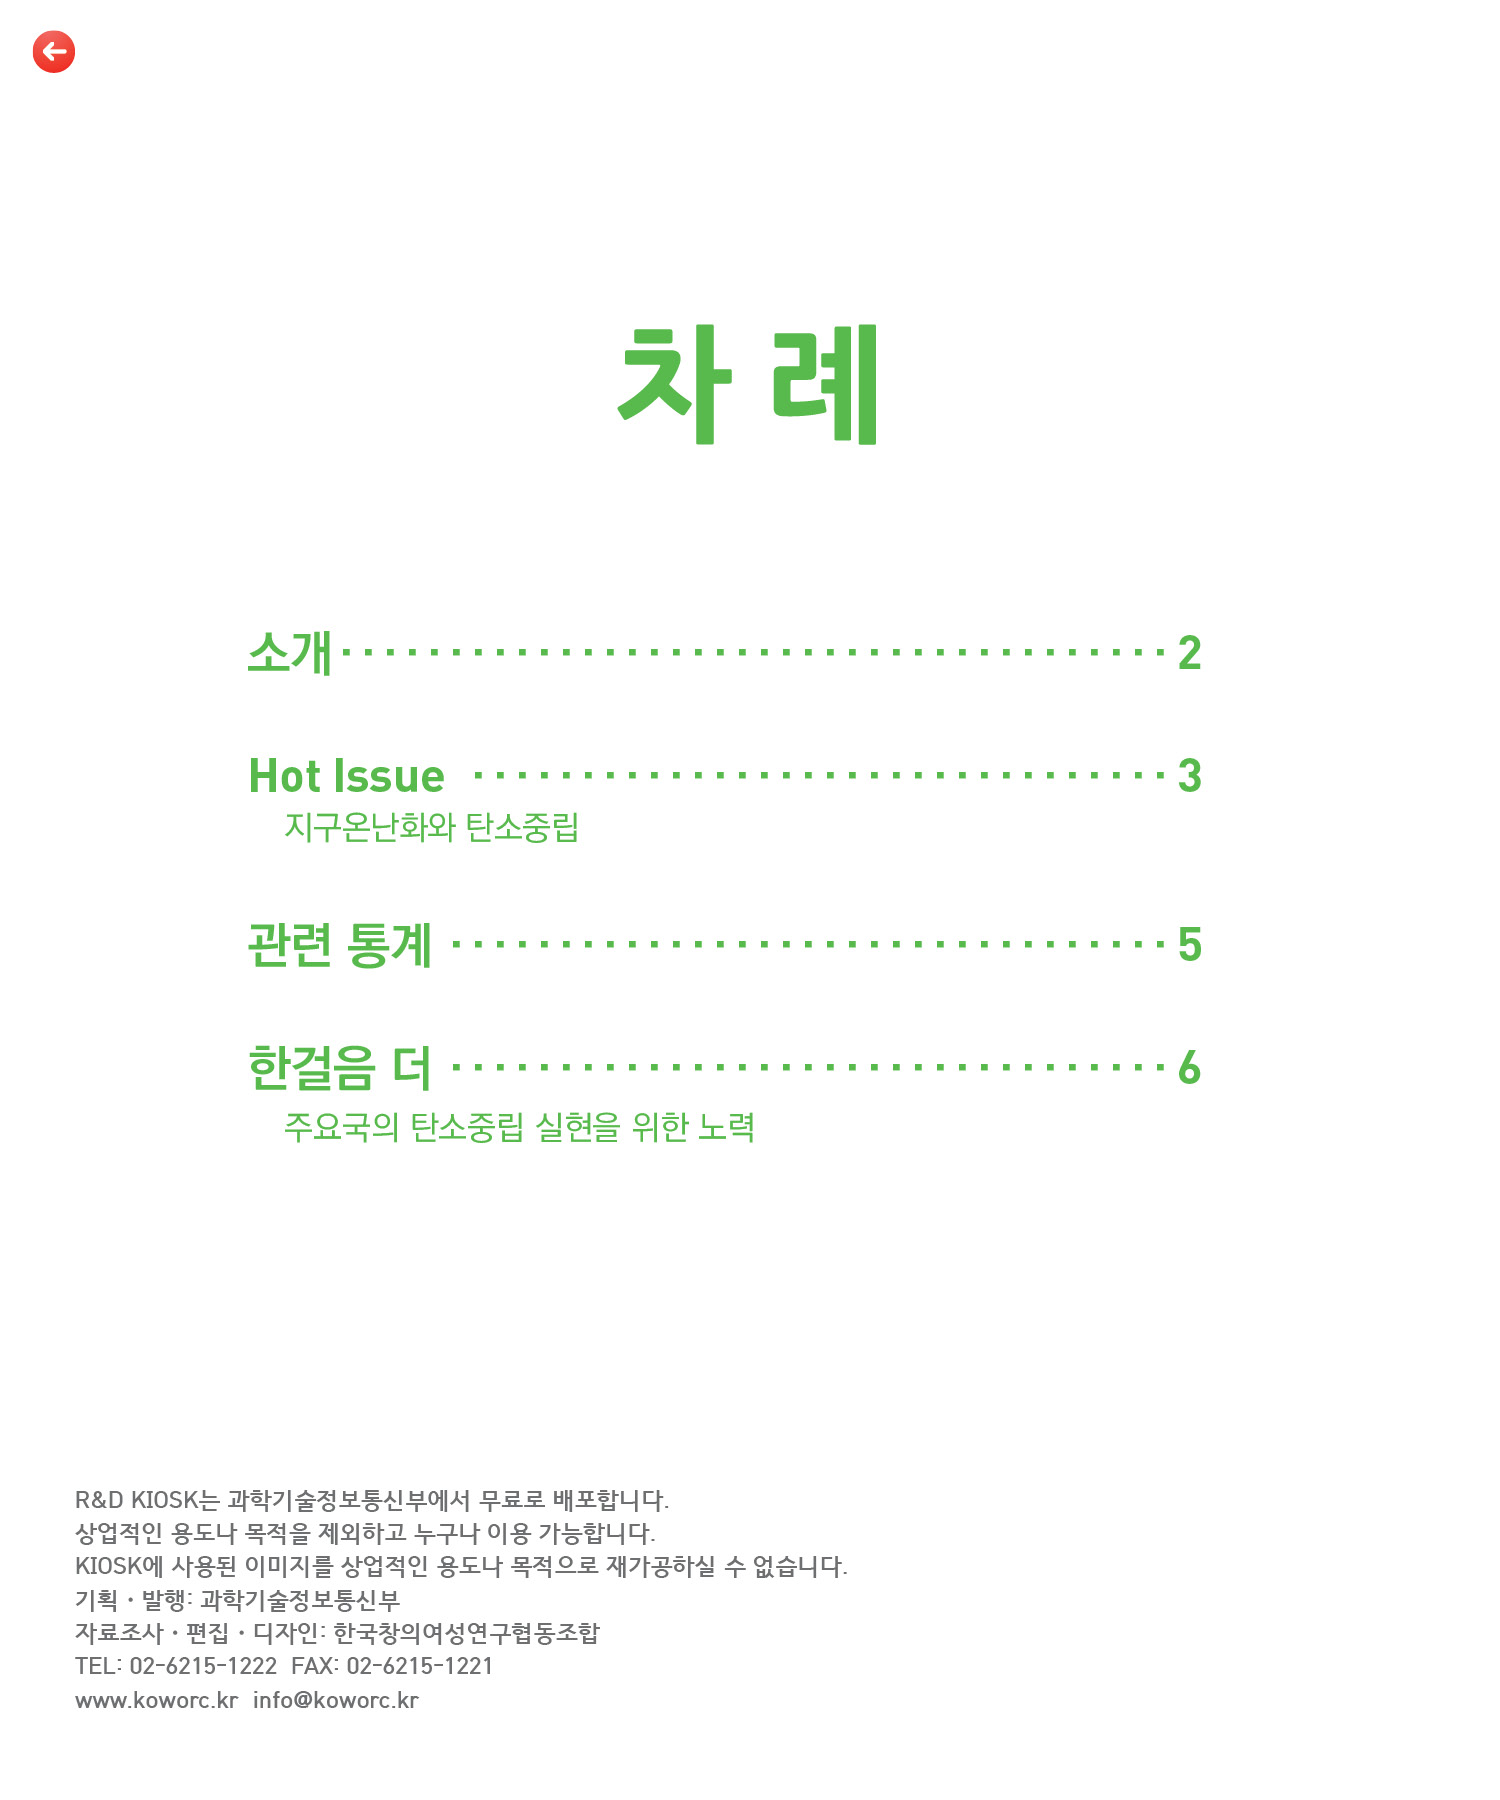 차 례
소개 ······································ 2
Hot Issue ································ 3
지구온난화와 탄소중립
관련 통계 ································· 5
한걸음 더 ································· 6
주요국의 탄소중립 실현을 위한 노력
R&D KIOSK는 과학기술정보통신부에서 무료로 배포합니다.
상업적인 용도나 목적을 제외하고 누구나 이용 가능합니다.
KIOSK에 사용된 이미지를 상업적인 용도나 목적으로 재가공하실 수 없습니다.
기획·발행: 과학기술정보통신부
자료조사·편집·디자인: 한국창의여성연구협동조합
TEL: 02-6215-1222 FAX: 02-6215-1221
www.koworc.kr info@koworc.kr